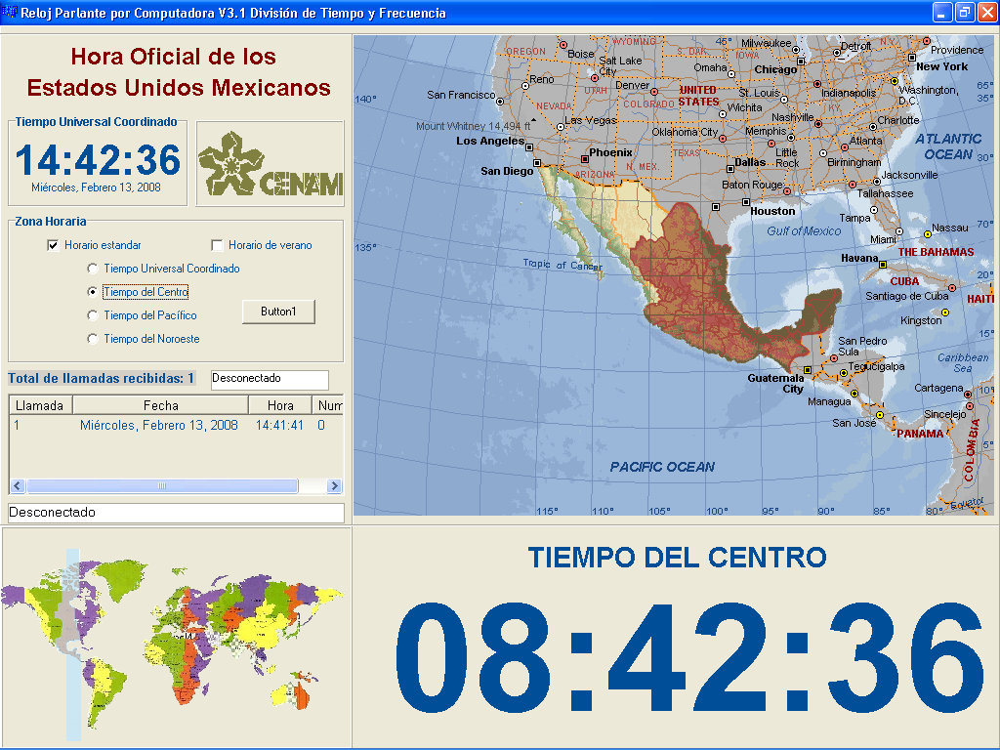 Reloj Parlante por Computadora V3.1 División de Tiempo y Frecuencia
Hora Oficial de los
Estados Unidos Mexicanos
Tiempo Universal Coordinado
14:42:36
Miércoles, Febrero 13, 2008
CENAM
Zona Horaria
Horario estandar
Horario de verano
Tiempo Universal Coordinado
Tiempo del Centro
Tiempo del Pacífico
Tiempo del Noroeste
Button1
Total de llamadas recibidas: 1
Desconectado
Llamada Fecha Hora Num
1 Miércoles, Febrero 13, 2008 14:41:41 0
Desconectado
OREGON
Boise
WYOMING
S. DAK.
45°
Milwaukee
Detroit
N.Y.
Providence
Salt Lake
City
Omaha
IOWA
Chicago
New York
Reno
UTAH
Denver
UNITED
STATES
St. Louis
Indianapolis
Washington,
D.C.
65°
35°
140°
San Francisco
NEVADA
COLORADO
Wichita
KY.
Nashville
Charlotte
Mount Whitney 14,494 ft
Las Vegas
Oklahoma City
Memphis
Atlanta
ATLANTIC
OCEAN
Los Angeles
Phoenix
TEXAS
Little
Rock
Birmingham
30°
San Diego
ARIZONA
N. MEX.
Dallas
Jacksonville
Baton Rouge
Tallahassee
Houston
Tampa
Gulf of Mexico
Miami
Nassau
70°
135°
THE BAHAMAS
Havana
Tropic of Cancer
CUBA
20°
Santiago de Cuba
HAITI
Kingston
15°
San Pedro
Sula
Caribbean
Sea
Guatemala
City
Tegucigalpa
Managua
Cartagena
10°
San José
Sincelejo
PANAMA
COLOMBIA
5°
PACIFIC OCEAN
Equator
115° 110° 105° 100° 95° 90° 85° 80°
TIEMPO DEL CENTRO
08:42:36